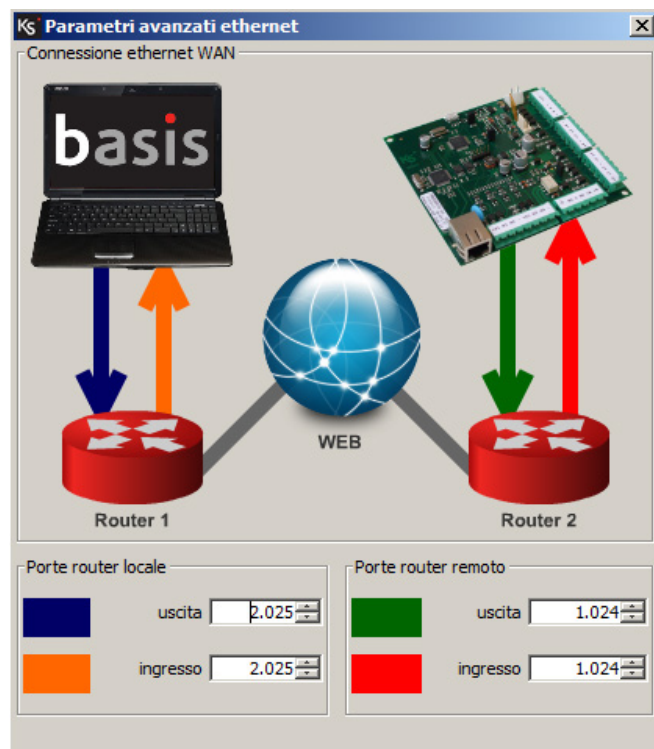 KS Parametri avanzati ethernet
Connessione ethernet WAN
basis
WEB
Router 1
Router 2
Porte router locale
uscita 2.025
ingresso 2.025
Porte router remoto
uscita 1.024
ingresso 1.024